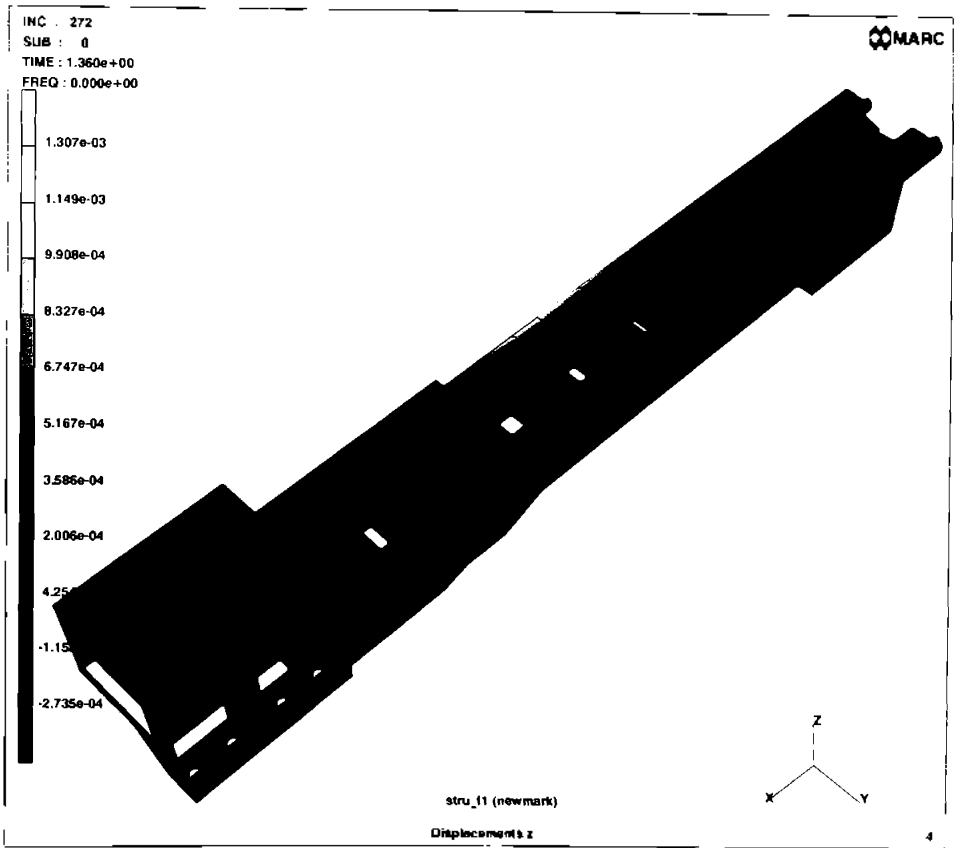 INC : 272
SUB : 0
TIME : 1.360e+00
FREQ : 0.000e+00
MARC
1.307e-03
1.149e-03
9.908e-04
8.327e-04
6.747e-04
5.167e-04
3.586e-04
2.006e-04
-2.735e-04
Z
X
Y
stru_f1 (newmark)
Displacements z
4